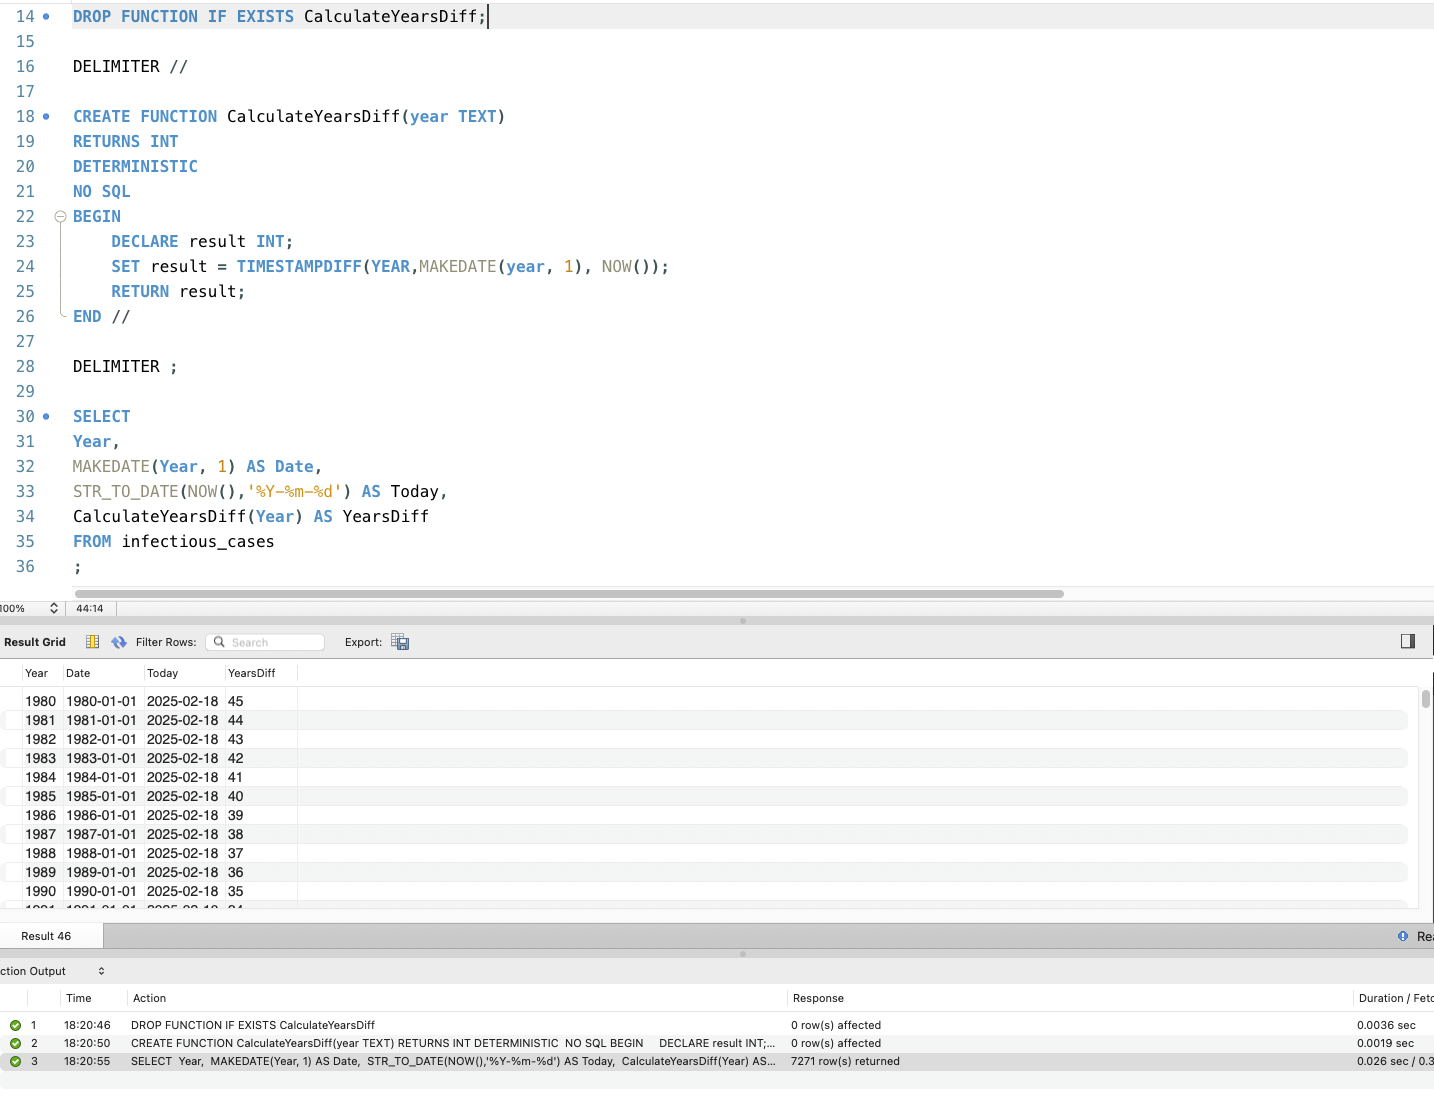 14 DROP FUNCTION IF EXISTS CalculateYearsDiff;
15
16 DELIMITER //
17
18 CREATE FUNCTION CalculateYearsDiff(year TEXT)
19 RETURNS INT
20 DETERMINISTIC
21 NO SQL
22 BEGIN
23 DECLARE result INT;
24 SET result = TIMESTAMPDIFF(YEAR,MAKEDATE(year, 1), NOW());
25 RETURN result;
26 END //
27
28 DELIMITER ;
29
30 SELECT
31 Year,
32 MAKEDATE(Year, 1) AS Date,
33 STR_TO_DATE(NOW(),'%Y-%m-%d') AS Today,
34 CalculateYearsDiff(Year) AS YearsDiff
35 FROM infectious_cases
36 ;
100% 44:14
Result Grid Filter Rows: Search Export:
Year Date Today YearsDiff
1980 1980-01-01 2025-02-18 45
1981 1981-01-01 2025-02-18 44
1982 1982-01-01 2025-02-18 43
1983 1983-01-01 2025-02-18 42
1984 1984-01-01 2025-02-18 41
1985 1985-01-01 2025-02-18 40
1986 1986-01-01 2025-02-18 39
1987 1987-01-01 2025-02-18 38
1988 1988-01-01 2025-02-18 37
1989 1989-01-01 2025-02-18 36
1990 1990-01-01 2025-02-18 35
Result 46 Rea
ction Output
Time Action Response Duration / Fetc
1 18:20:46 DROP FUNCTION IF EXISTS CalculateYearsDiff 0 row(s) affected 0.0036 sec
2 18:20:50 CREATE FUNCTION CalculateYearsDiff(year TEXT) RETURNS INT DETERMINISTIC NO SQL BEGIN DECLARE result INT;... 0 row(s) affected 0.0019 sec
3 18:20:55 SELECT Year, MAKEDATE(Year, 1) AS Date, STR_TO_DATE(NOW(),'%Y-%m-%d') AS Today, CalculateYearsDiff(Year) AS... 7271 row(s) returned 0.026 sec / 0.3